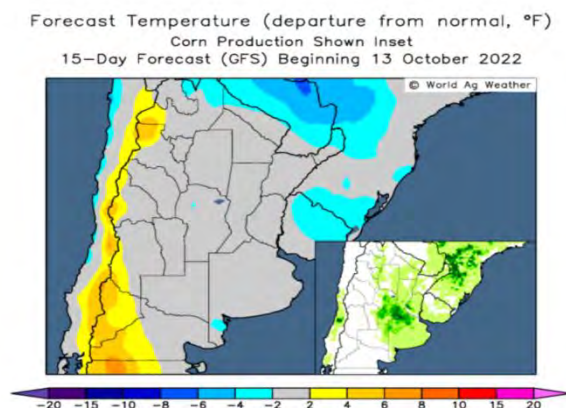 Forecast Temperature (departure from normal, °F)
Corn Production Shown Inset
15-Day Forecast (GFS) Beginning 13 October 2022
© World Ag Weather
-20 -15 -10 -8 -6 -4 -2 2 4 6 8 10 15 20